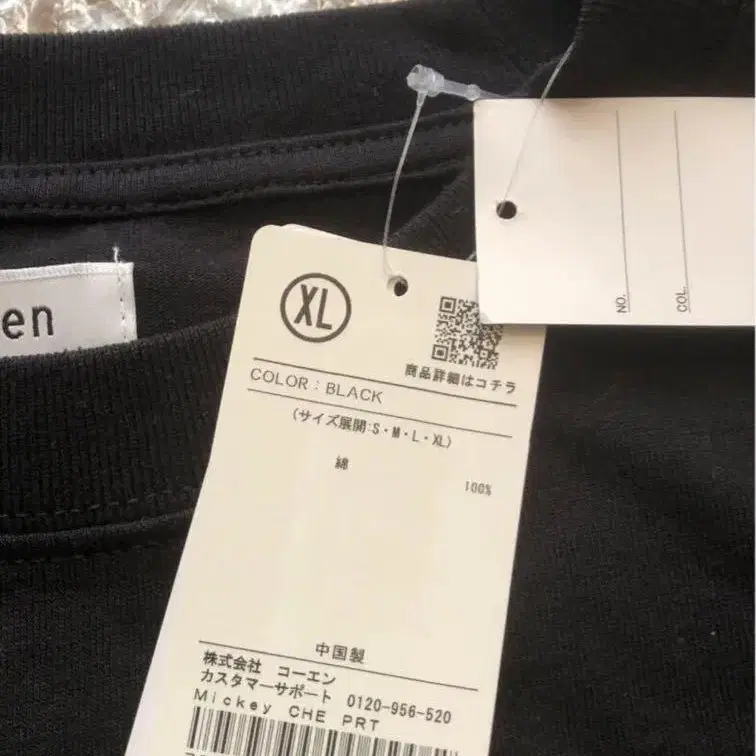 en
NO.
COL.
XL
商品詳細はコチラ
COLOR：BLACK
(サイズ展開:S・M・L・XL)
綿
100%
中国製
株式会社 コーエン
カスタマーサポート 0120-956-520
Mickey CHE PRT